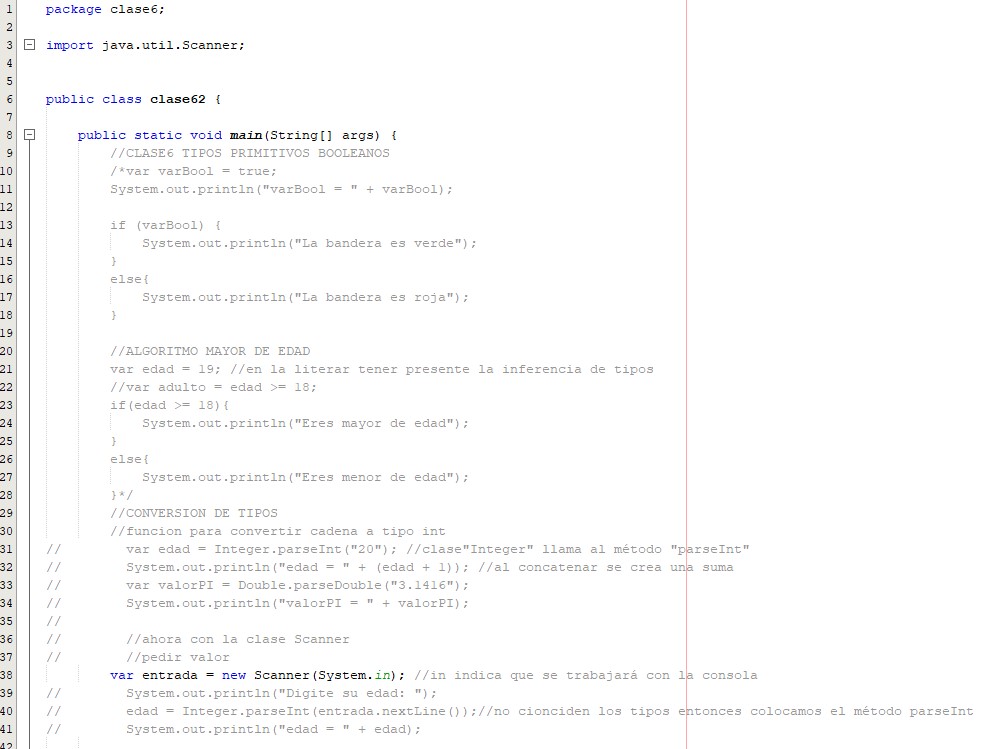 1 package clase6;
2
3 import java.util.Scanner;
4
5
6 public class clase62 {
7
8 public static void main(String[] args) {
9 //CLASE6 TIPOS PRIMITIVOS BOOLEANOS
10 /*var varBool = true;
11 System.out.println("varBool = " + varBool);
12
13 if (varBool) {
14 System.out.println("La bandera es verde");
15 }
16 else{
17 System.out.println("La bandera es roja");
18 }
19
20 //ALGORITMO MAYOR DE EDAD
21 var edad = 19; //en la literar tener presente la inferencia de tipos
22 //var adulto = edad >= 18;
23 if(edad >= 18){
24 System.out.println("Eres mayor de edad");
25 }
26 else{
27 System.out.println("Eres menor de edad");
28 }*/
29 //CONVERSION DE TIPOS
30 //funcion para convertir cadena a tipo int
31 // var edad = Integer.parseInt("20"); //clase"Integer" llama al método "parseInt"
32 // System.out.println("edad = " + (edad + 1)); //al concatenar se crea una suma
33 // var valorPI = Double.parseDouble("3.1416");
34 // System.out.println("valorPI = " + valorPI);
35 //
36 // //ahora con la clase Scanner
37 // //pedir valor
38 var entrada = new Scanner(System.in); //in indica que se trabajará con la consola
39 // System.out.println("Digite su edad: ");
40 // edad = Integer.parseInt(entrada.nextLine());//no cionciden los tipos entonces colocamos el método parseInt
41 // System.out.println("edad = " + edad);
42